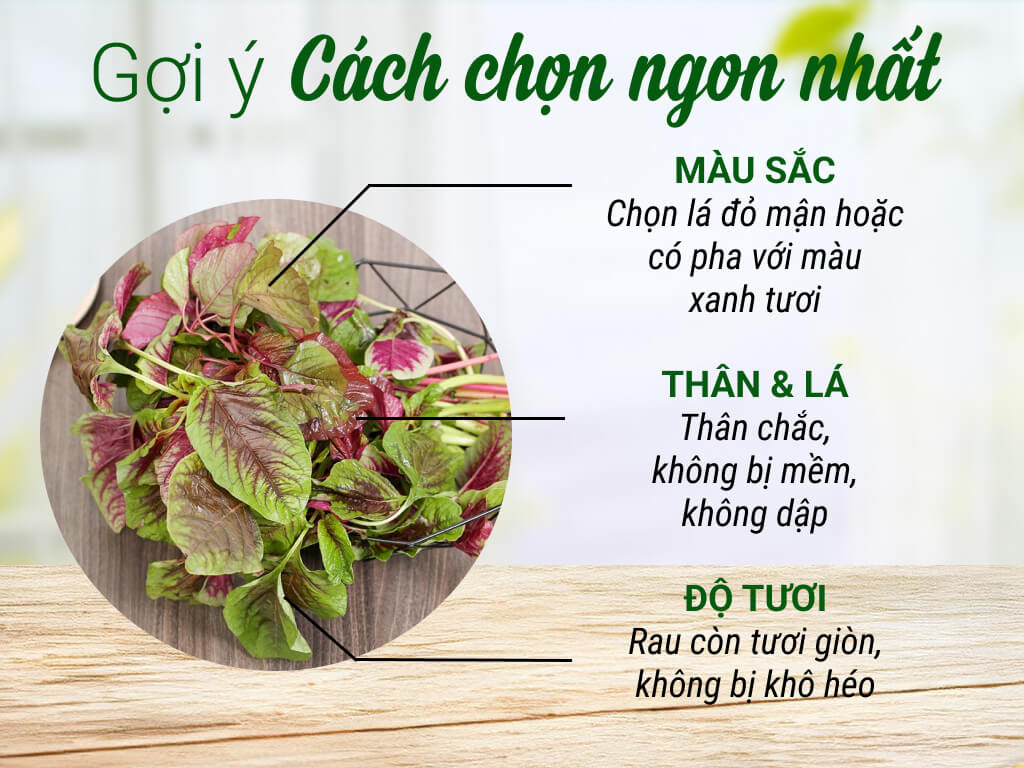 Gợi ý Cách chọn ngon nhất
MÀU SẮC
Chọn lá đỏ mận hoặc
có pha với màu
xanh tươi
THÂN & LÁ
Thân chắc,
không bị mềm,
không dập
ĐỘ TƯƠI
Rau còn tươi giòn,
không bị khô héo